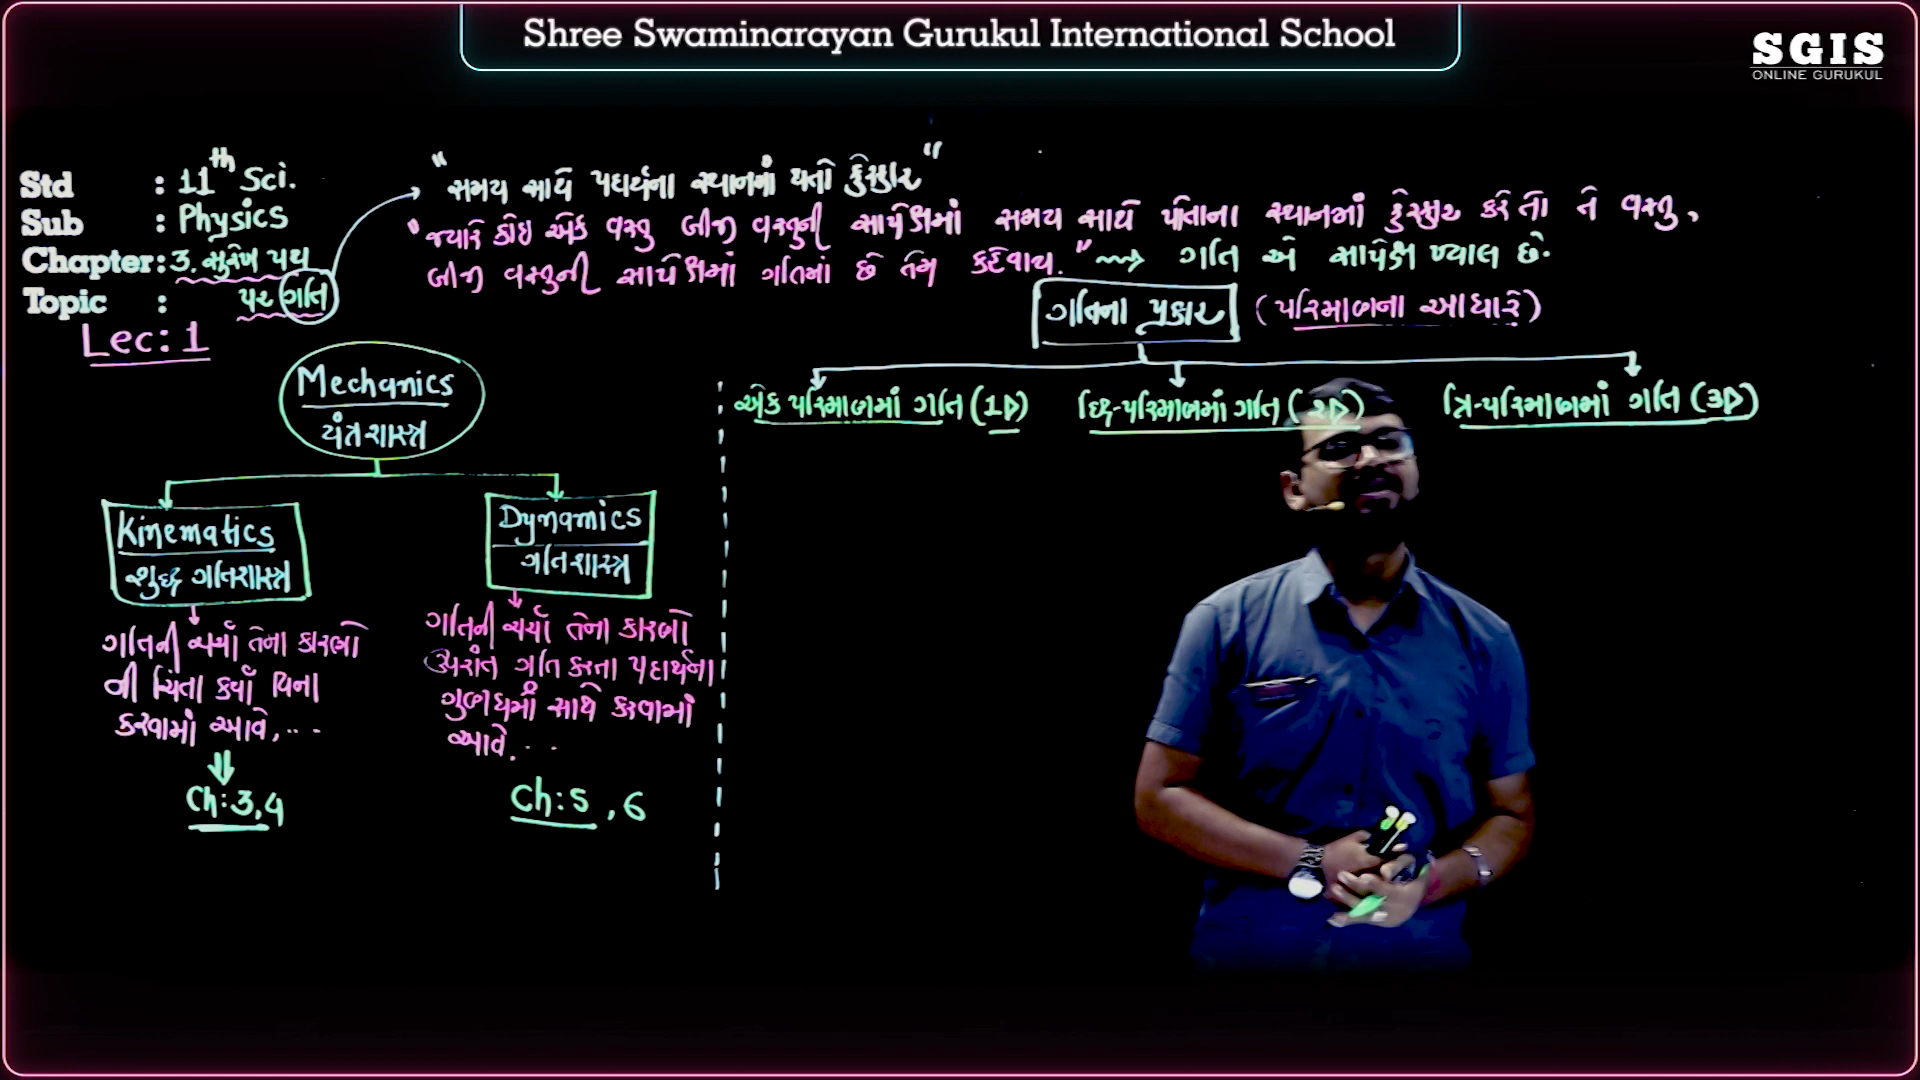 Shree Swaminarayan Gurukul International School
SGIS
ONLINE GURUKUL
Std : 11th Sci.
Sub : Physics
Chapter: 3. સુરેખ પથ
Topic : પર ગતિ
Lec: 1
"સમય સાથે પદાર્થના સ્થાનમાં થતો ફેરફાર"
"જ્યારે કોઇ એક વસ્તુ બીજી વસ્તુની સાપેક્ષમાં સમય સાથે પોતાના સ્થાનમાં ફેરફાર કરે તો તે વસ્તુ,
બીજી વસ્તુની સાપેક્ષમાં ગતિમાં છે તેમ કહેવાય." ⇝ ગતિ એ સાપેક્ષ ખ્યાલ છે.
ગતિના પ્રકાર (પરિમાણના આધારે)
એક પરિમાણમાં ગતિ (1D) દ્વિ-પરિમાણમાં ગતિ (2D) ત્રિ-પરિમાણમાં ગતિ (3D)
Mechanics
યંત્રશાસ્ત્ર
Kinematics
શુદ્ધ ગતિશાસ્ત્ર
ગતિની ચર્ચા તેના કારણો
ની ચિંતા કર્યા વિના
કરવામાં આવે, ...
Ch: 3,4
Dynamics
ગતિશાસ્ત્ર
ગતિની ચર્ચા તેના કારણો
ઉપરાંત ગતિ કરતા પદાર્થના
ગુણધર્મો સાથે કરવામાં
આવે. ..
Ch: 5 , 6